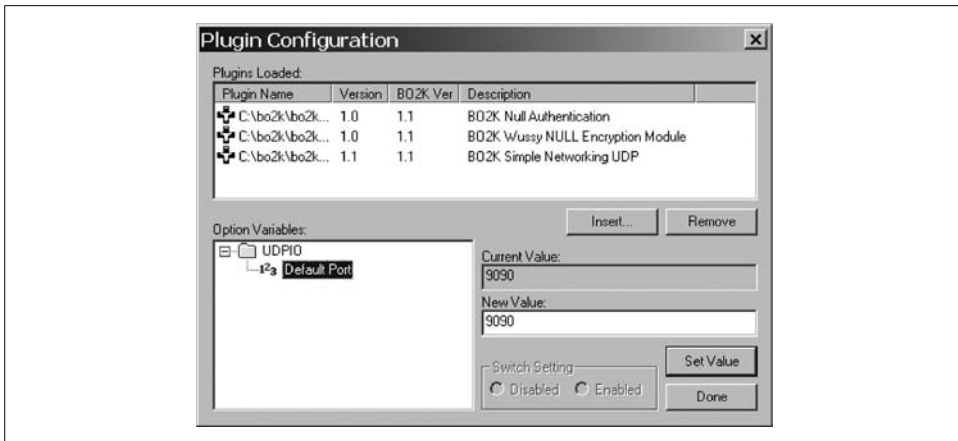 Plugin Configuration
Plugins Loaded:
Plugin Name Version BO2K Ver Description
C:\bo2k\bo2k... 1.0 1.1 BO2K Null Authentication
C:\bo2k\bo2k... 1.0 1.1 BO2K Wussy NULL Encryption Module
C:\bo2k\bo2k... 1.1 1.1 BO2K Simple Networking UDP
Insert... Remove
Option Variables:
UDPIO
123 Default Port
Current Value:
9090
New Value:
9090
Switch Setting
Disabled Enabled
Set Value
Done